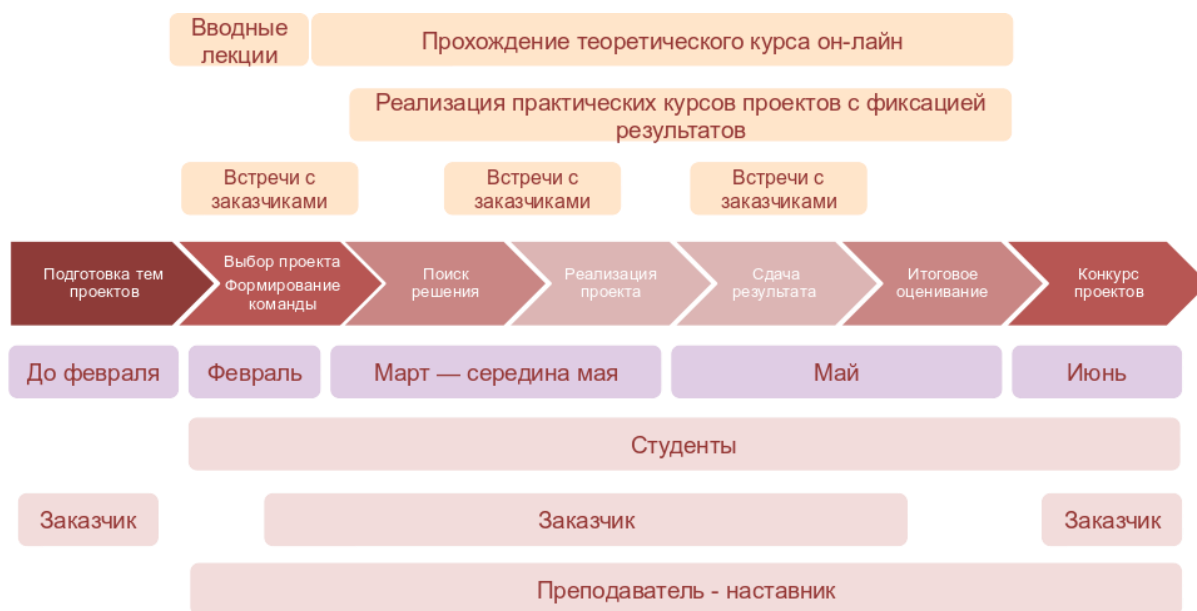 Вводные
лекции
Прохождение теоретического курса он-лайн
Реализация практических курсов проектов с фиксацией
результатов
Встречи с
заказчиками
Встречи с
заказчиками
Встречи с
заказчиками
Подготовка тем
проектов
Выбор проекта
Формирование
команды
Поиск
решения
Реализация
проекта
Сдача
результата
Итоговое
оценивание
Конкурс
проектов
До февраля
Февраль
Март — середина мая
Май
Июнь
Студенты
Заказчик
Заказчик
Заказчик
Преподаватель - наставник